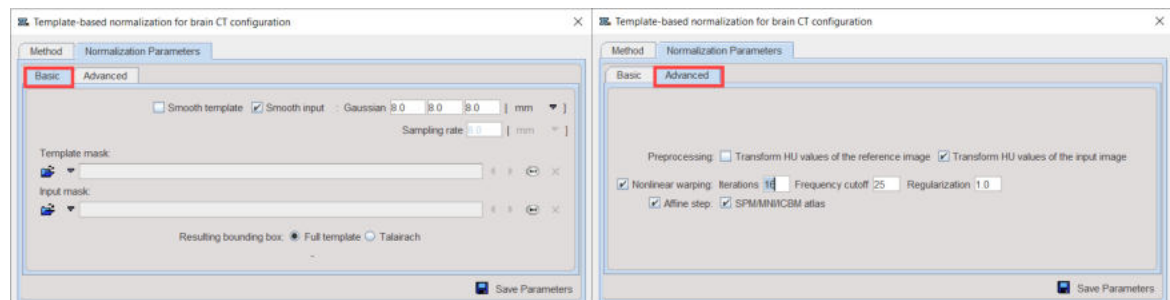 Template-based normalization for brain CT configuration
Method Normalization Parameters
Basic Advanced
Smooth template Smooth input : Gaussian 8.0 8.0 8.0 [ mm ]
Sampling rate 8.0 [ mm ]
Template mask:
Input mask:
Resulting bounding box: Full template Talairach
-
Save Parameters
Template-based normalization for brain CT configuration
Method Normalization Parameters
Basic Advanced
Preprocessing: Transform HU values of the reference image Transform HU values of the input image
Nonlinear warping: Iterations 16 Frequency cutoff 25 Regularization 1.0
Affine step: SPM/MNI/ICBM atlas
Save Parameters